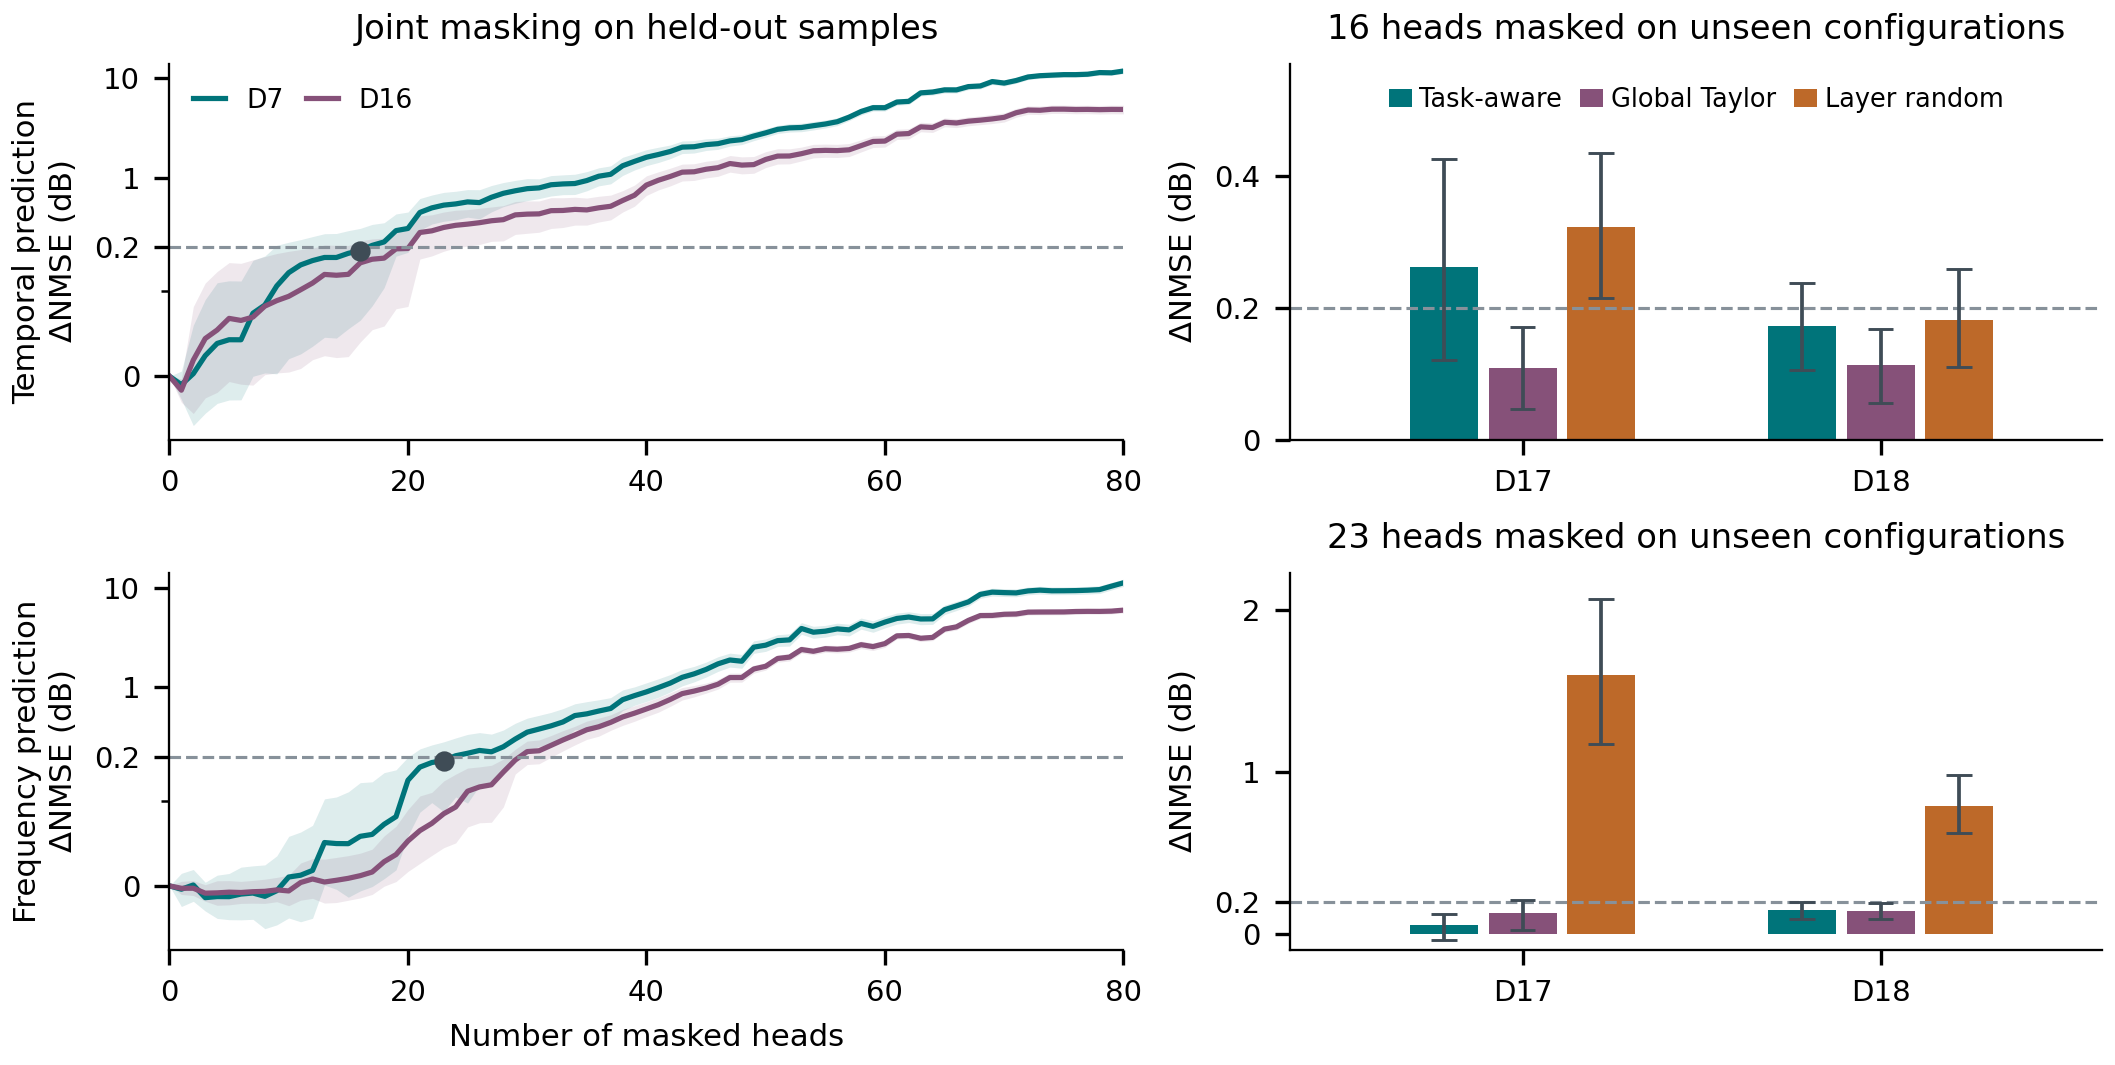 Joint masking on held-out samples
Temporal prediction
ΔNMSE (dB)
10
1
0.2
0
D7
D16
0
20
40
60
80
16 heads masked on unseen configurations
ΔNMSE (dB)
0.4
0.2
0
Task-aware
Global Taylor
Layer random
D17
D18
Frequency prediction
ΔNMSE (dB)
10
1
0.2
0
0
20
40
60
80
Number of masked heads
23 heads masked on unseen configurations
ΔNMSE (dB)
2
1
0.2
0
D17
D18